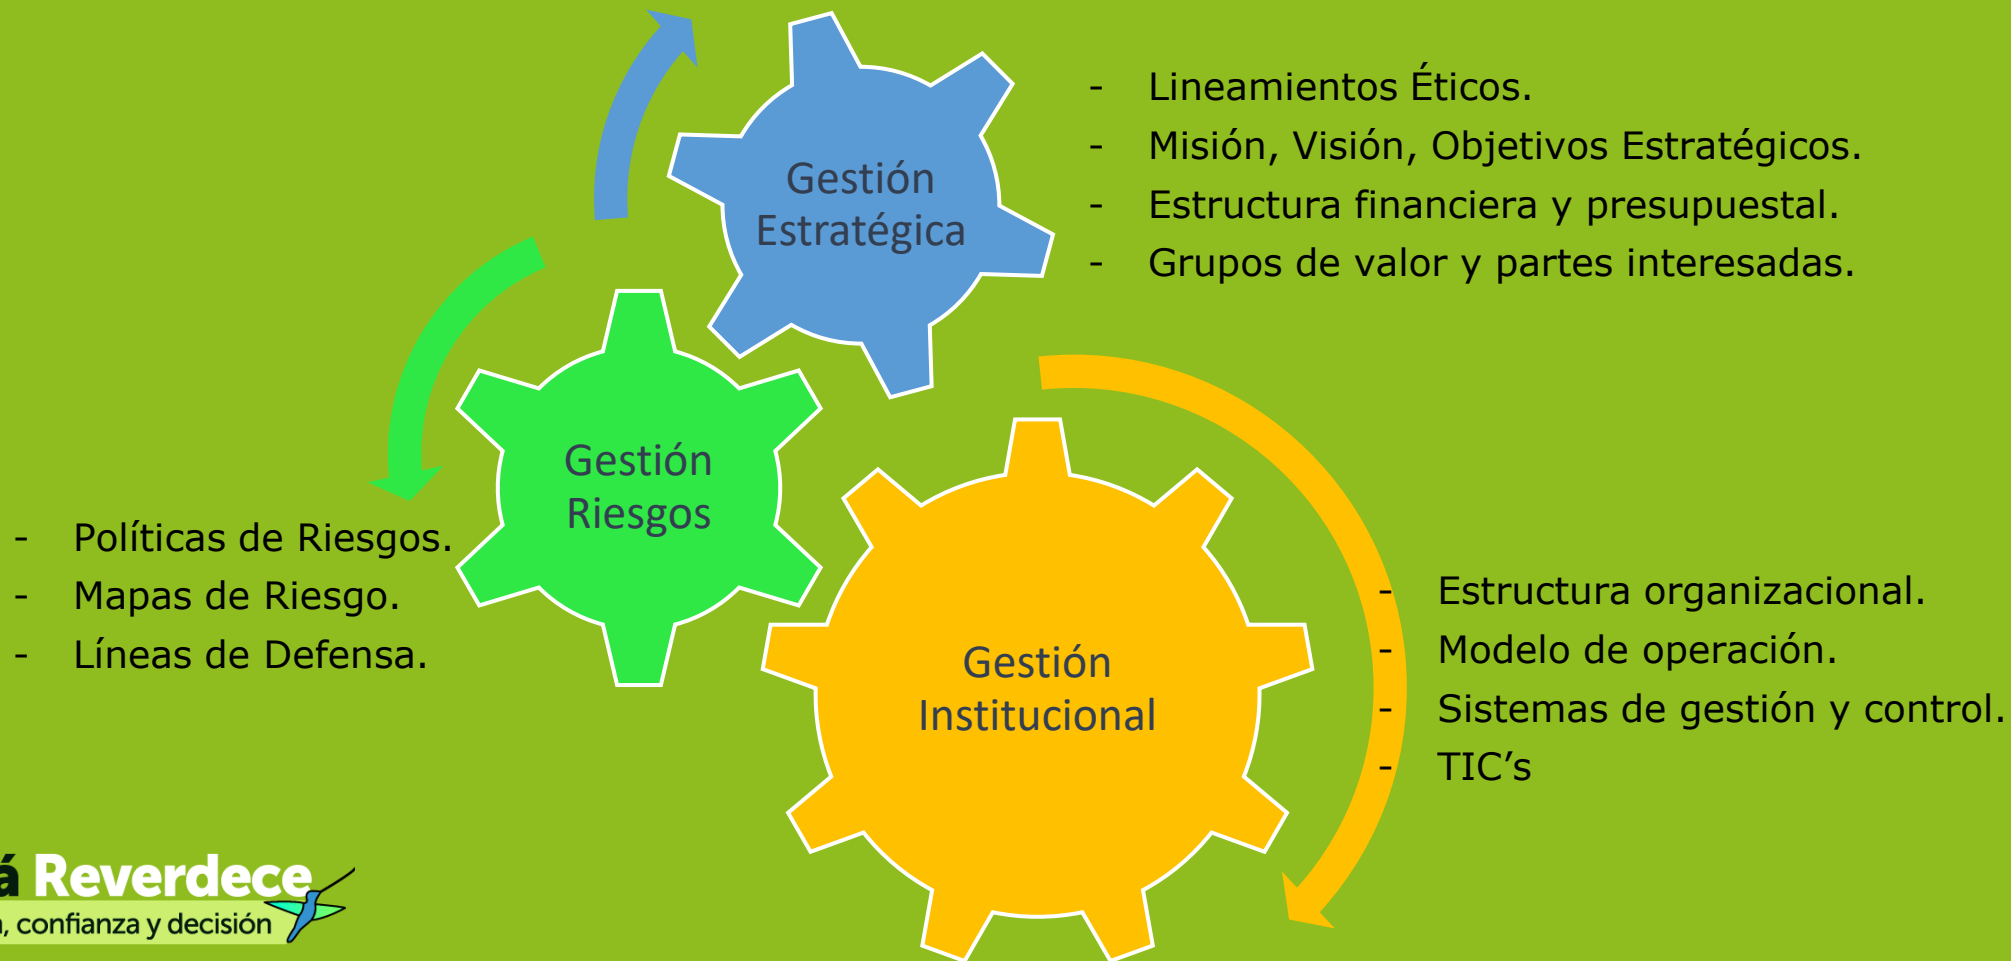 Gestión
Estratégica
- Lineamientos Éticos.
- Misión, Visión, Objetivos Estratégicos.
- Estructura financiera y presupuestal.
- Grupos de valor y partes interesadas.
Gestión
Riesgos
- Políticas de Riesgos.
- Mapas de Riesgo.
- Líneas de Defensa.
Gestión
Institucional
- Estructura organizacional.
- Modelo de operación.
- Sistemas de gestión y control.
- TIC’s
á Reverdece
, confianza y decisión